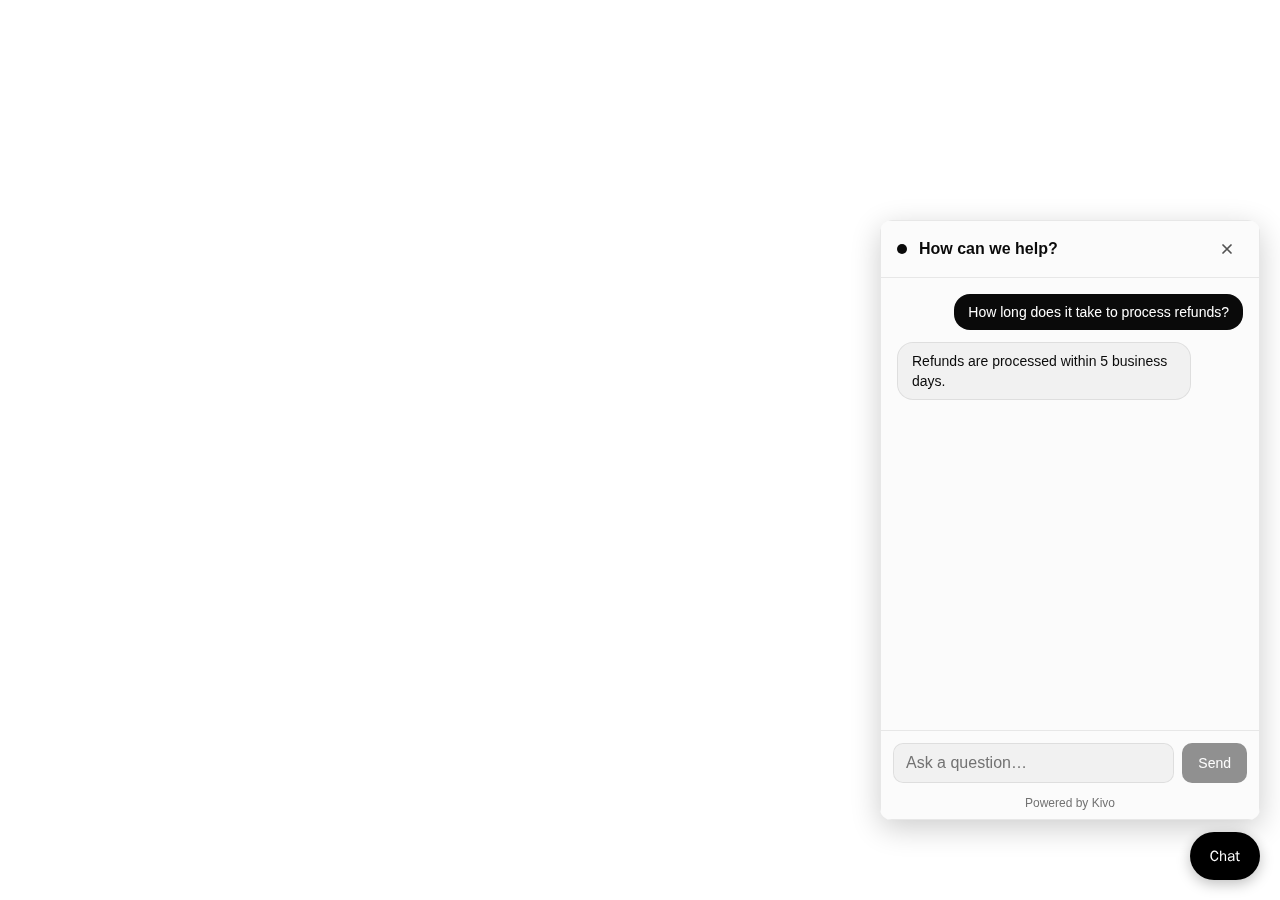 How can we help?
How long does it take to process refunds?
Refunds are processed within 5 business
days.
Ask a question…
Send
Powered by Kivo
Chat